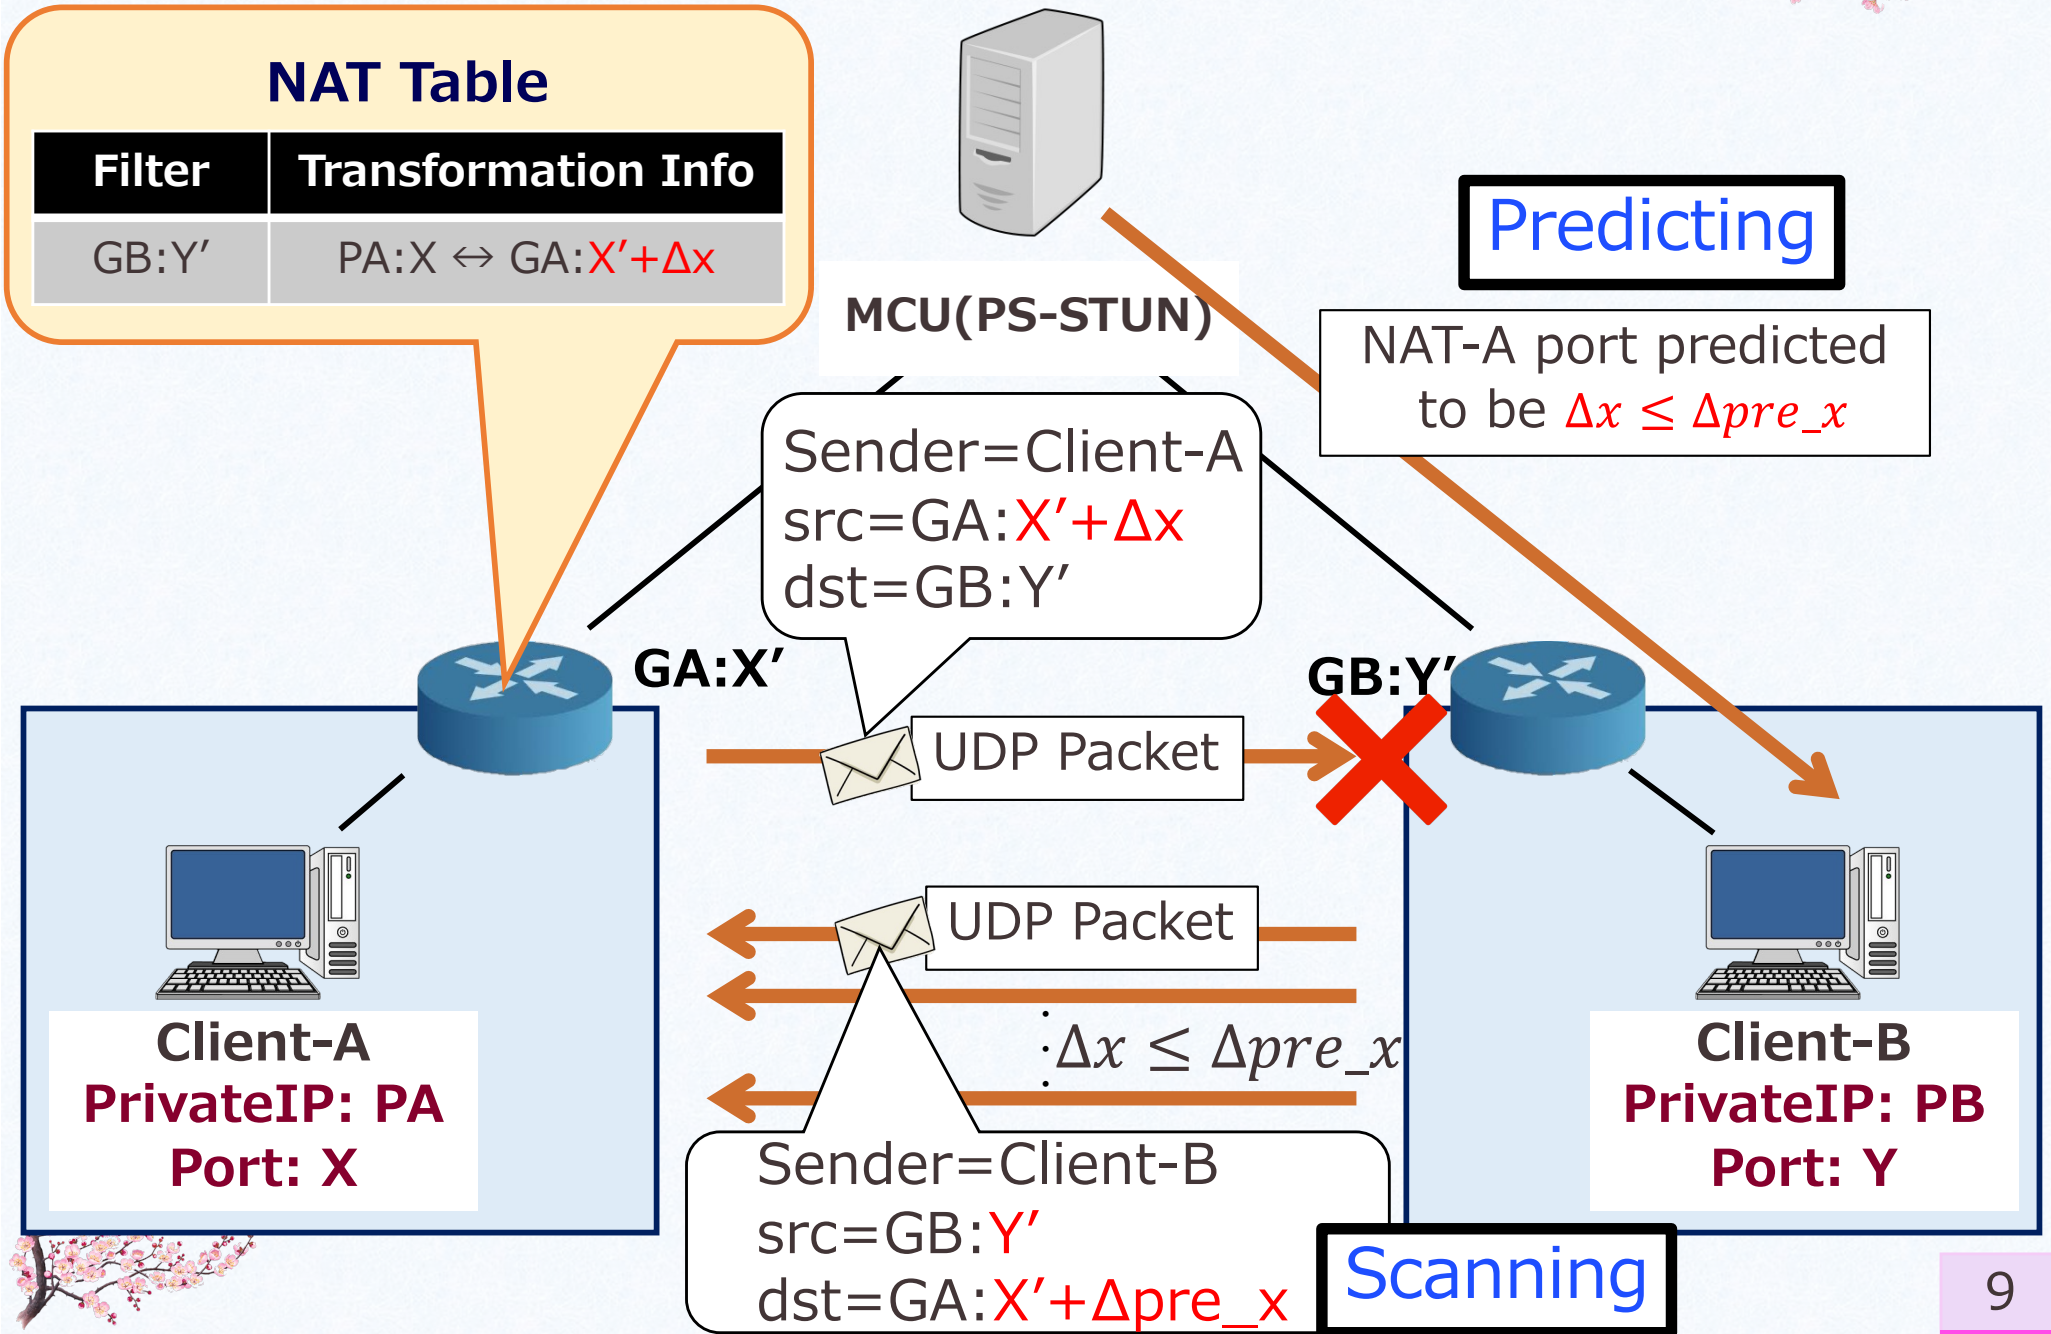 NAT Table
Filter Transformation Info
GB:Y′ PA:X ↔ GA:X′+Δx
MCU(PS-STUN)
Predicting
NAT-A port predicted
to be Δx ≤ Δpre_x
Sender=Client-A
src=GA:X′+Δx
dst=GB:Y′
GA:X′
GB:Y′
UDP Packet
UDP Packet
⋮Δx ≤ Δpre_x
Client-A
PrivateIP: PA
Port: X
Client-B
PrivateIP: PB
Port: Y
Sender=Client-B
src=GB:Y′
dst=GA:X′+Δpre_x
Scanning
9